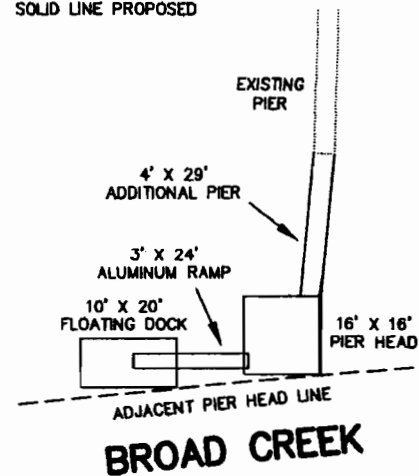 SOLID LINE PROPOSED
EXISTING
PIER
4' X 29'
ADDITIONAL PIER
3' X 24'
ALUMINUM RAMP
10' X 20'
FLOATING DOCK
16' X 16'
PIER HEAD
ADJACENT PIER HEAD LINE
BROAD CREEK